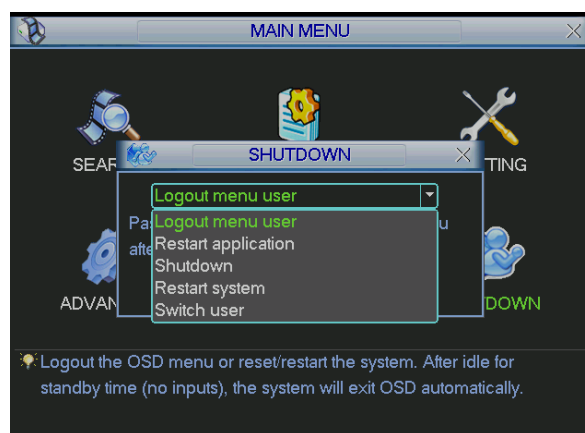 MAIN MENU
SEAR
SHUTDOWN
TING
Logout menu user
Pa
u
Logout menu user
afte
Restart application
Shutdown
Restart system
Switch user
ADVAN
DOWN
Logout the OSD menu or reset/restart the system. After idle for
standby time (no inputs), the system will exit OSD automatically.